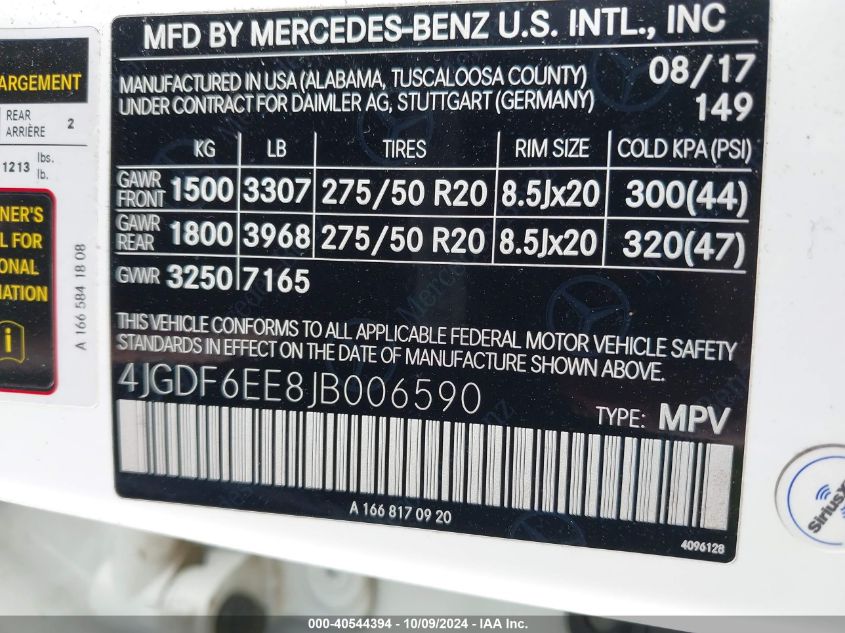 MFD BY MERCEDES-BENZ U.S. INTL., INC
MANUFACTURED IN USA (ALABAMA, TUSCALOOSA COUNTY) 08/17
UNDER CONTRACT FOR DAIMLER AG, STUTTGART (GERMANY) 149
KG LB TIRES RIM SIZE COLD KPA (PSI)
GAWR FRONT 1500 3307 275/50 R20 8.5Jx20 300(44)
GAWR REAR 1800 3968 275/50 R20 8.5Jx20 320(47)
GVWR 3250 7165
THIS VEHICLE CONFORMS TO ALL APPLICABLE FEDERAL MOTOR VEHICLE SAFETY
STANDARDS IN EFFECT ON THE DATE OF MANUFACTURE SHOWN ABOVE.
4JGDF6EE8JB006590
TYPE: MPV
A 166 817 09 20
4096128
ARGEMENT
REAR
ARRIÈRE 2
1213 lbs.
lb.
NER'S
L FOR
ONAL
MATION
i
A 166 584 18 08
SiriusX
000-40544394 - 10/09/2024 - IAA Inc.